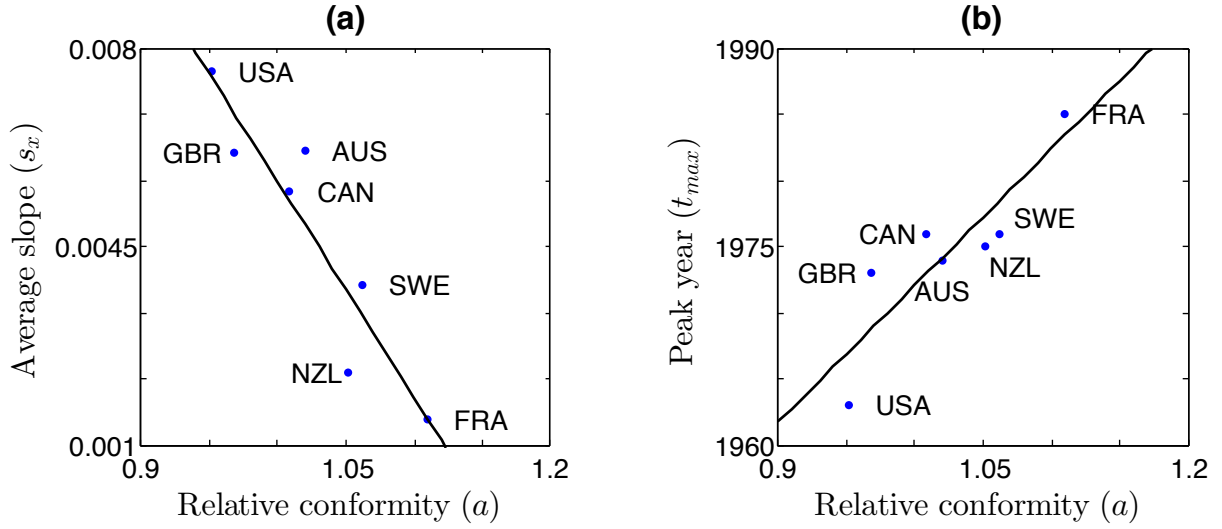 (a)
0.008
USA
GBR
AUS
CAN
0.0045
SWE
NZL
FRA
0.001
0.9
1.05
1.2
Average slope (s_x)
Relative conformity (a)
(b)
1990
FRA
CAN
SWE
1975
GBR
NZL
AUS
USA
1960
0.9
1.05
1.2
Peak year (t_max)
Relative conformity (a)